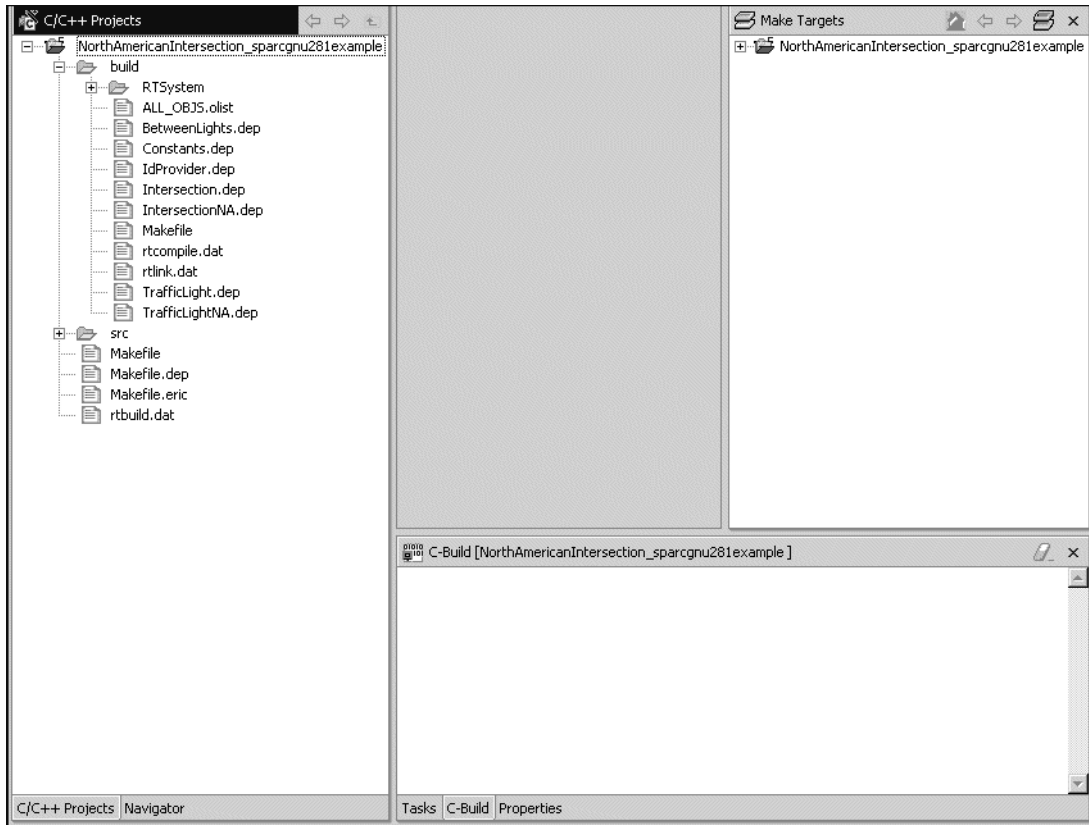 C/C++ Projects
NorthAmericanIntersection_sparcgnu281example
build
RTSystem
ALL_OBJS.olist
BetweenLights.dep
Constants.dep
IdProvider.dep
Intersection.dep
IntersectionNA.dep
Makefile
rtcompile.dat
rtlink.dat
TrafficLight.dep
TrafficLightNA.dep
src
Makefile
Makefile.dep
Makefile.eric
rtbuild.dat
C/C++ Projects Navigator
Make Targets
NorthAmericanIntersection_sparcgnu281example
C-Build [NorthAmericanIntersection_sparcgnu281example ]
Tasks C-Build Properties